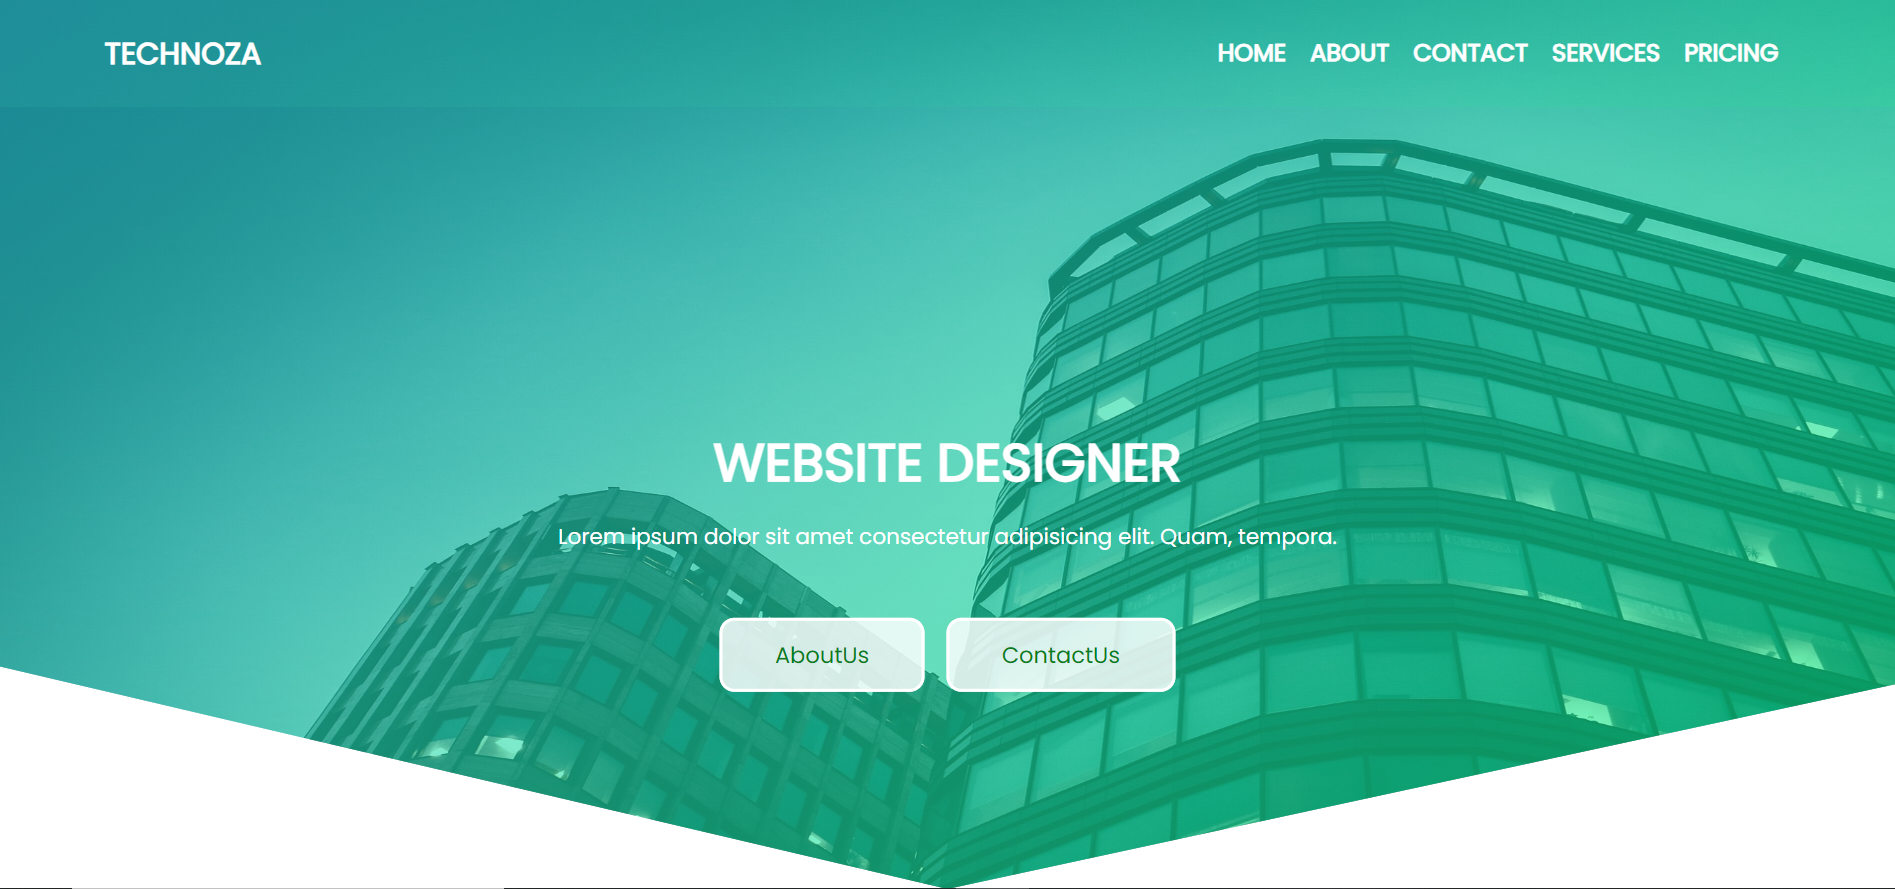 TECHNOZA
HOME ABOUT CONTACT SERVICES PRICING
WEBSITE DESIGNER
Lorem ipsum dolor sit amet consectetur adipisicing elit. Quam, tempora.
AboutUs ContactUs